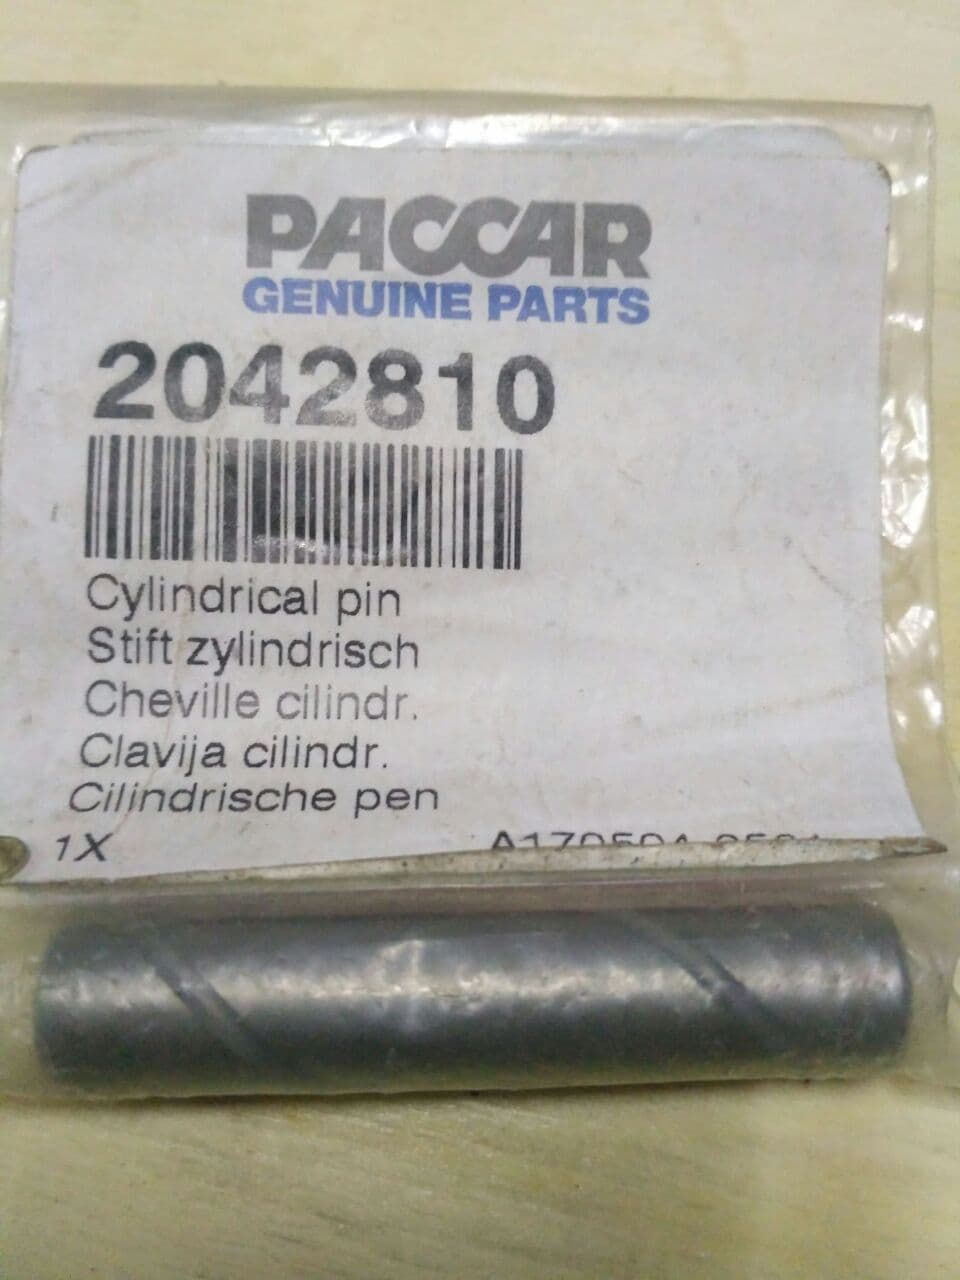 PACCAR
GENUINE PARTS
2042810
Cylindrical pin
Stift zylindrisch
Cheville cilindr.
Clavija cilindr.
Cilindrische pen
1X